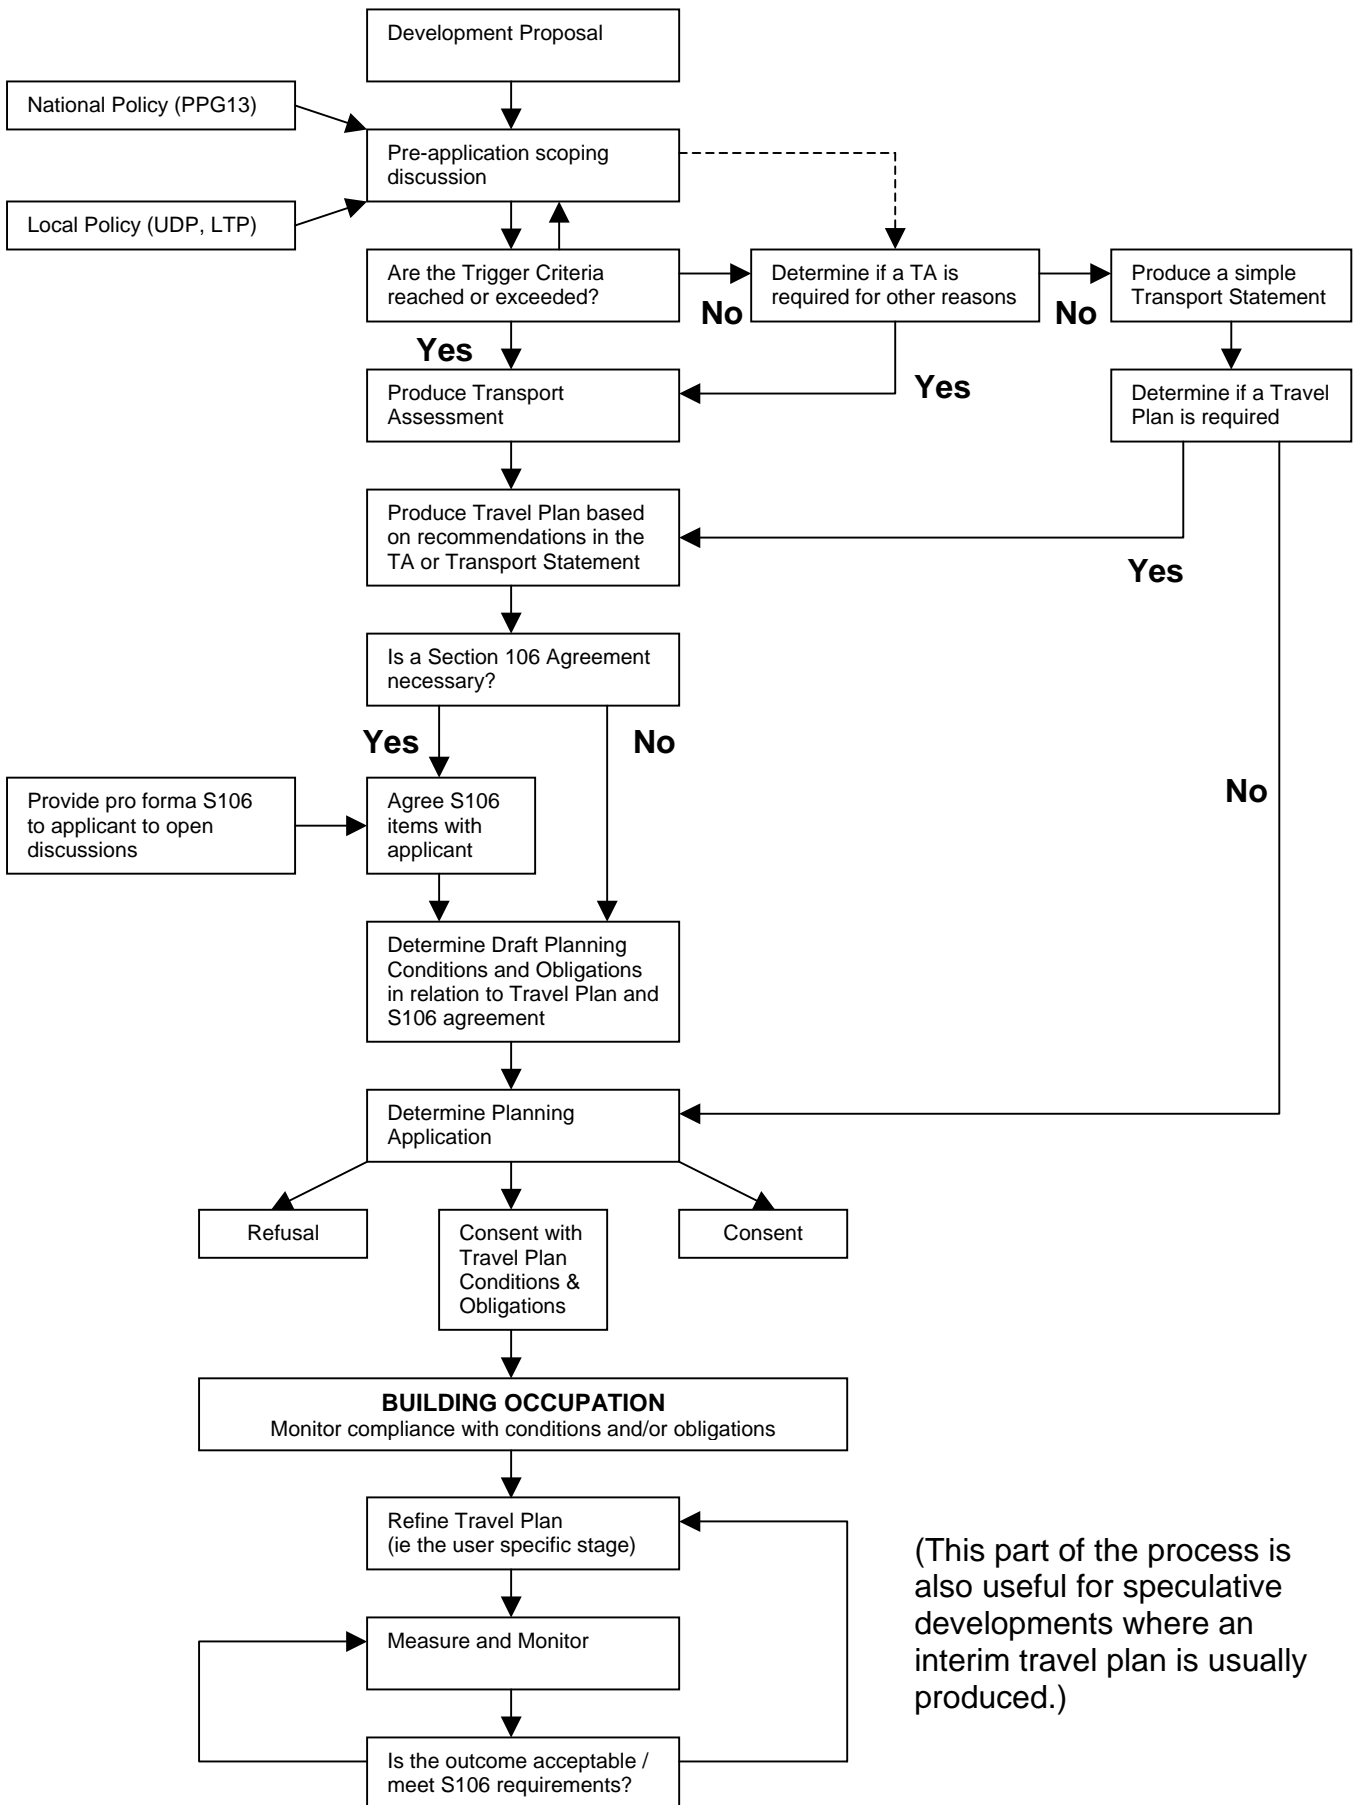 Development Proposal
National Policy (PPG13)
Pre-application scoping
discussion
Local Policy (UDP, LTP)
Are the Trigger Criteria
reached or exceeded?
No
Determine if a TA is
required for other reasons
No
Produce a simple
Transport Statement
Yes
Produce Transport
Assessment
Yes
Determine if a Travel
Plan is required
Produce Travel Plan based
on recommendations in the
TA or Transport Statement
Yes
Is a Section 106 Agreement
necessary?
Yes
No
Provide pro forma S106
to applicant to open
discussions
Agree S106
items with
applicant
No
Determine Draft Planning
Conditions and Obligations
in relation to Travel Plan and
S106 agreement
Determine Planning
Application
Refusal
Consent with
Travel Plan
Conditions &
Obligations
Consent
BUILDING OCCUPATION
Monitor compliance with conditions and/or obligations
Refine Travel Plan
(ie the user specific stage)
(This part of the process is
also useful for speculative
developments where an
interim travel plan is usually
produced.)
Measure and Monitor
Is the outcome acceptable /
meet S106 requirements?